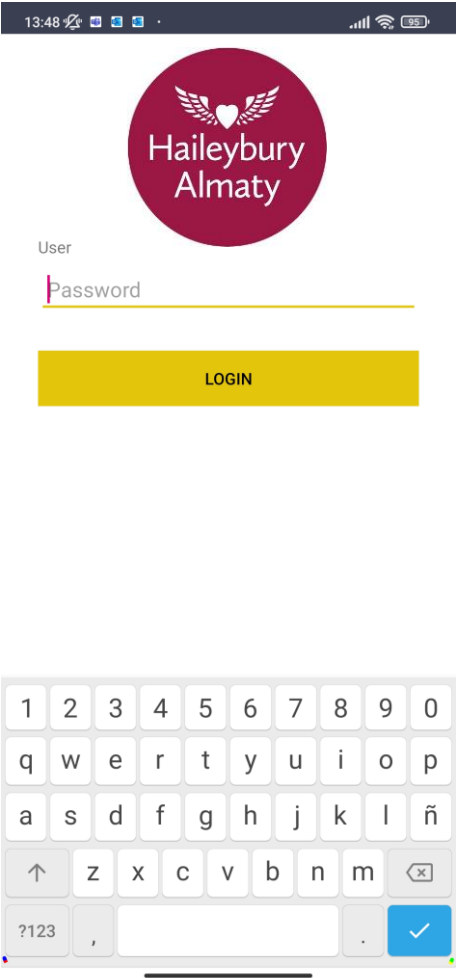 13:48
95
Haileybury
Almaty
User
Password
LOGIN
1 2 3 4 5 6 7 8 9 0
q w e r t y u i o p
a s d f g h j k l ñ
z x c v b n m
?123 , .